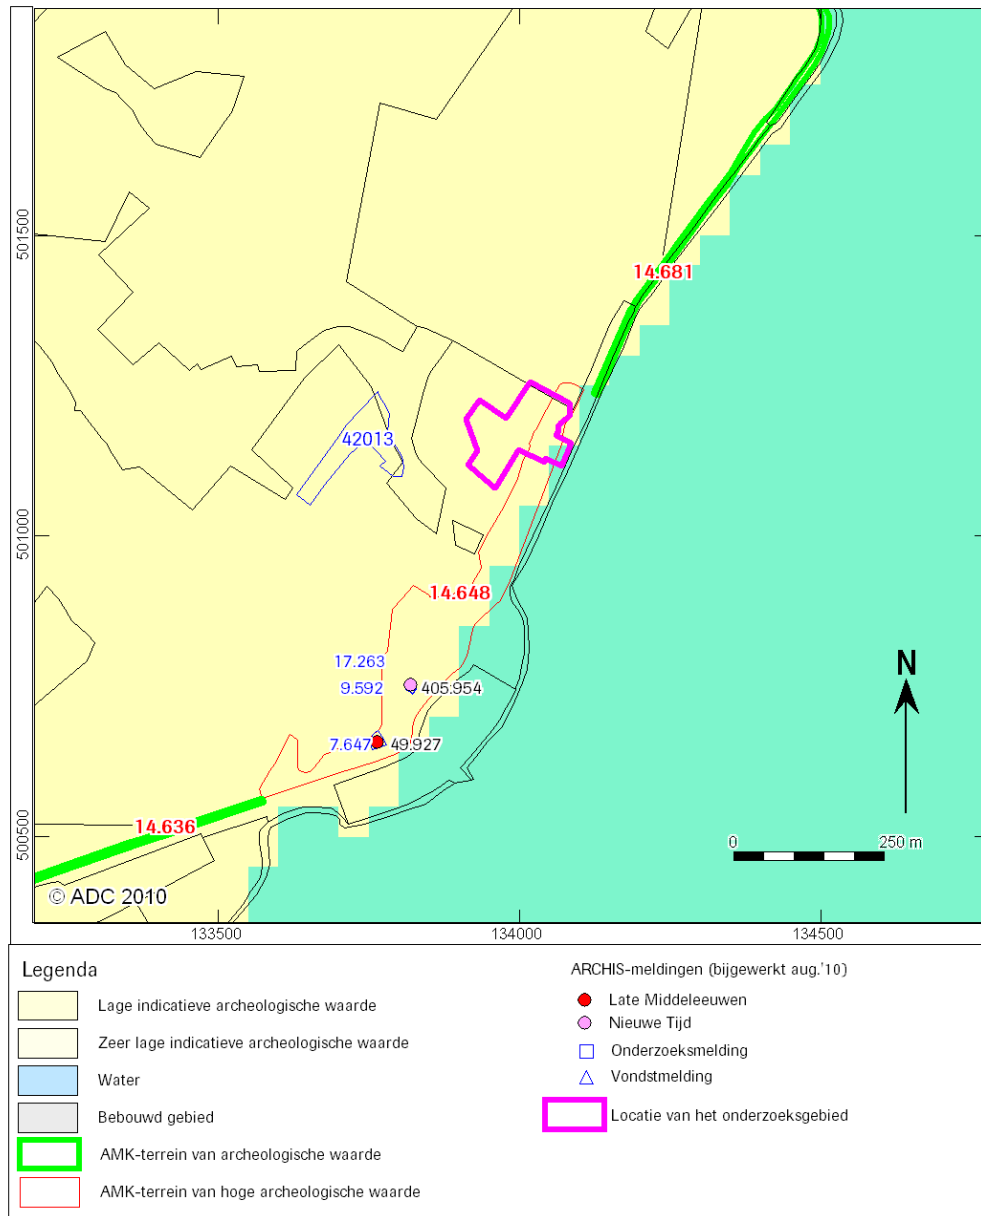 501500
501000
500500
14.681
42013
14.648
17.263
9.592
405.954
7.647
49.927
14.636
N
0
250 m
© ADC 2010
133500
134000
134500
Legenda
Lage indicatieve archeologische waarde
Zeer lage indicatieve archeologische waarde
Water
Bebouwd gebied
AMK-terrein van archeologische waarde
AMK-terrein van hoge archeologische waarde
ARCHIS-meldingen (bijgewerkt aug.'10)
Late Middeleeuwen
Nieuwe Tijd
Onderzoeksmelding
Vondstmelding
Locatie van het onderzoeksgebied